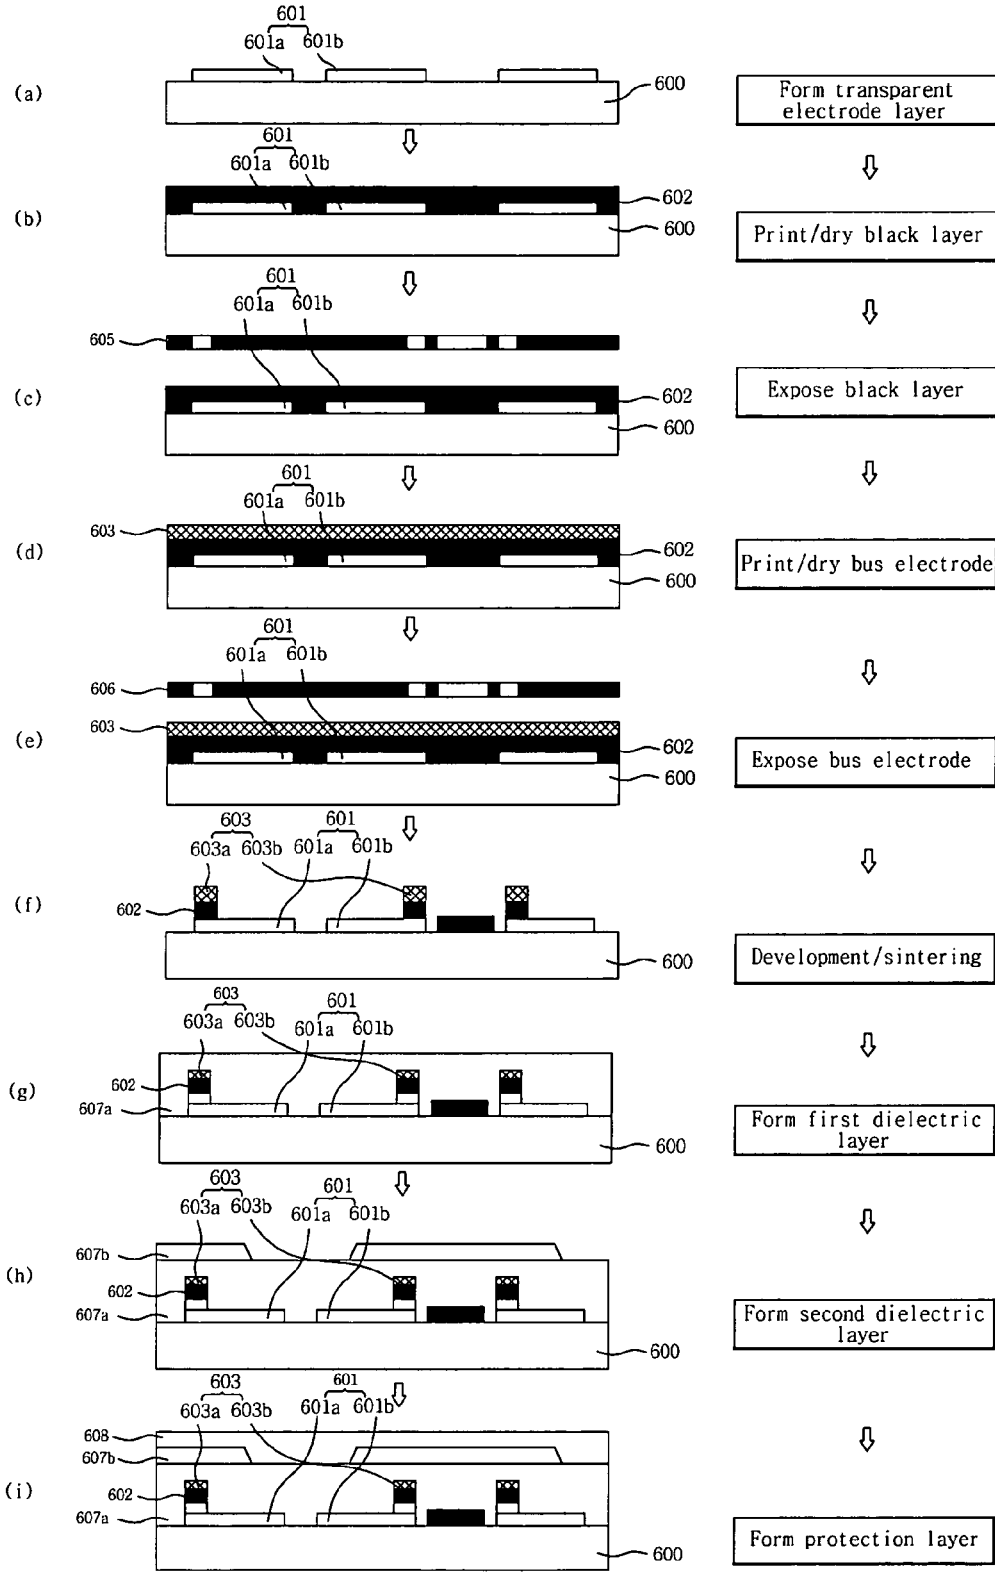 601
601a 601b
(a)
600
Form transparent
electrode layer
601
601a 601b
(b)
602
600
Print/dry black layer
601
601a 601b
605
(c)
602
600
Expose black layer
601
601a 601b
603
(d)
602
600
Print/dry bus electrode
601
601a 601b
606
603
(e)
602
600
Expose bus electrode
603 601
603a 603b 601a 601b
(f)
602
600
Development/sintering
603 601
603a 603b 601a 601b
(g)
602
607a
600
Form first dielectric
layer
603 601
603a 603b 601a 601b
607b
(h)
602
607a
600
Form second dielectric
layer
603 601
603a 603b 601a 601b
608
607b
(i)
602
607a
600
Form protection layer